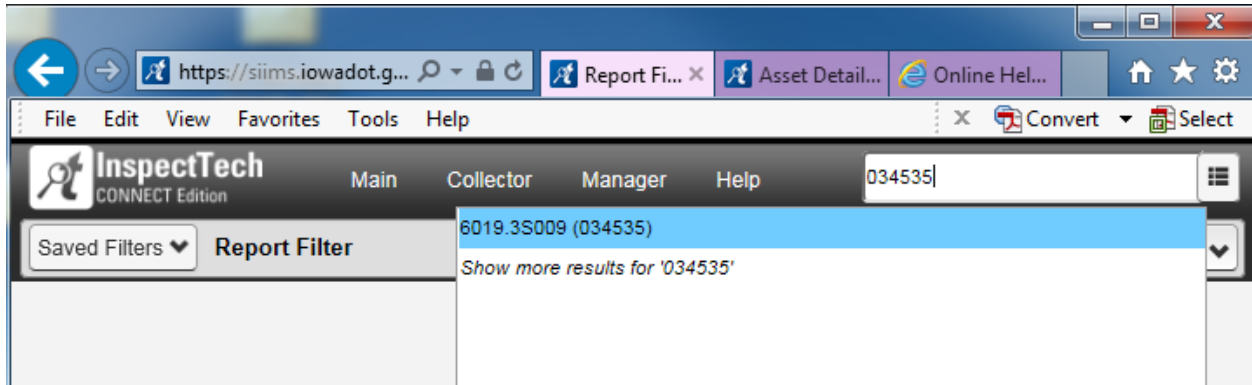 https://siims.iowadot.g...
Report Fi...
Asset Detail...
Online Hel...
File Edit View Favorites Tools Help
Convert
Select
InspectTech
CONNECT Edition
Main Collector Manager Help
034535
6019.3S009 (034535)
Show more results for '034535'
Saved Filters
Report Filter